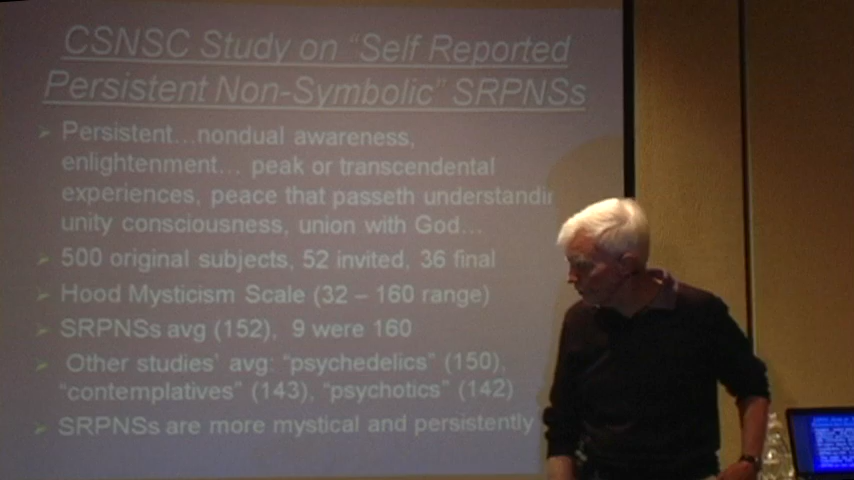 CSNSC Study on “Self Reported
Persistent Non-Symbolic” SRPNSs
➢ Persistent…nondual awareness,
enlightenment… peak or transcendental
experiences, peace that passeth understandin
unity consciousness, union with God…
➢ 500 original subjects, 52 invited, 36 final
➢ Hood Mysticism Scale (32 – 160 range)
➢ SRPNSs avg (152), 9 were 160
➢ Other studies’ avg: “psychedelics” (150),
“contemplatives” (143), “psychotics” (142)
➢ SRPNSs are more mystical and persistently